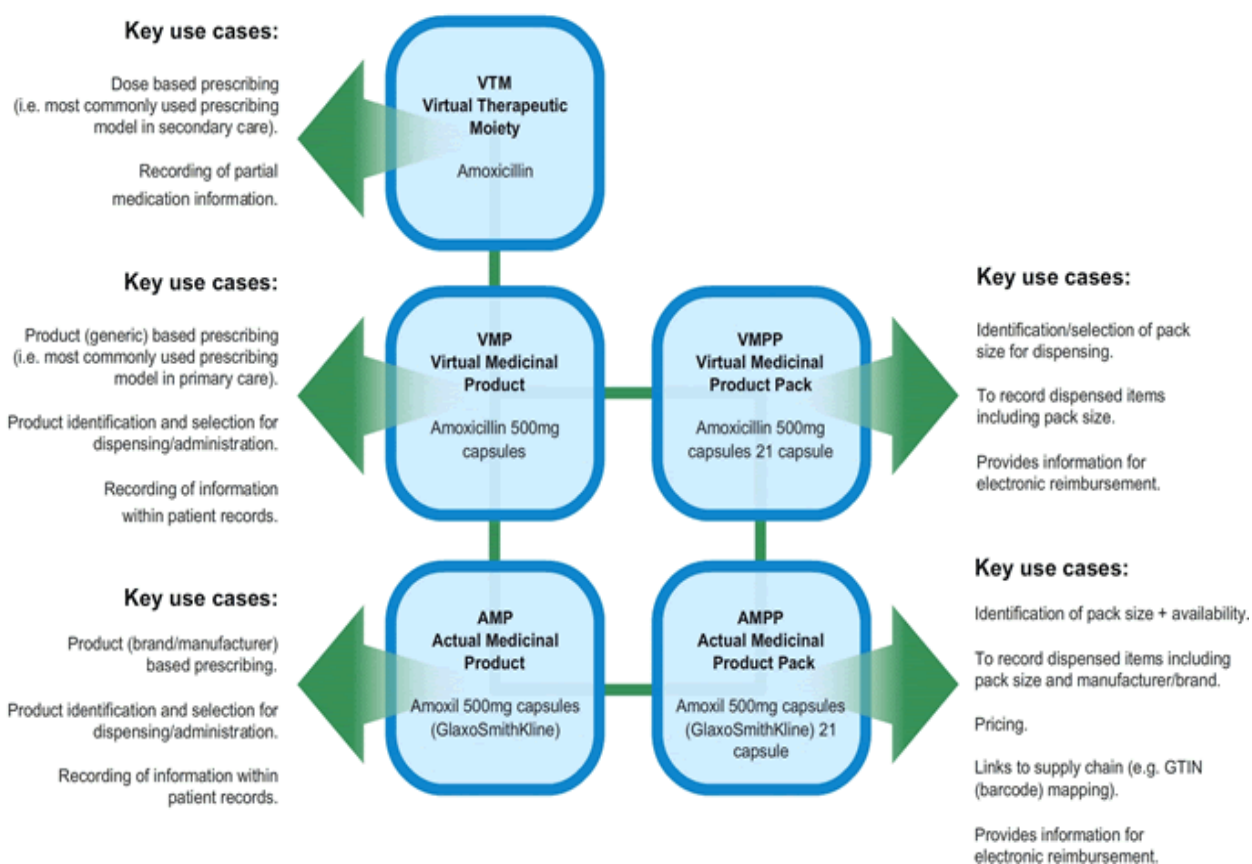 Key use cases:
Dose based prescribing
(i.e. most commonly used prescribing
model in secondary care).
Recording of partial
medication information.
VTM
Virtual Therapeutic
Moiety
Amoxicillin
Key use cases:
Product (generic) based prescribing
(i.e. most commonly used prescribing
model in primary care).
Product identification and selection for
dispensing/administration.
Recording of information
within patient records.
VMP
Virtual Medicinal
Product
Amoxicillin 500mg
capsules
VMPP
Virtual Medicinal
Product Pack
Amoxicillin 500mg
capsules 21 capsule
Key use cases:
Identification/selection of pack
size for dispensing.
To record dispensed items
including pack size.
Provides information for
electronic reimbursement.
Key use cases:
Product (brand/manufacturer)
based prescribing.
Product identification and selection for
dispensing/administration.
Recording of information within
patient records.
AMP
Actual Medicinal
Product
Amoxil 500mg capsules
(GlaxoSmithKline)
AMPP
Actual Medicinal
Product Pack
Amoxil 500mg capsules
(GlaxoSmithKline) 21
capsule
Key use cases:
Identification of pack size + availability.
To record dispensed items including
pack size and manufacturer/brand.
Pricing.
Links to supply chain (e.g. GTIN
(barcode) mapping).
Provides information for
electronic reimbursement.